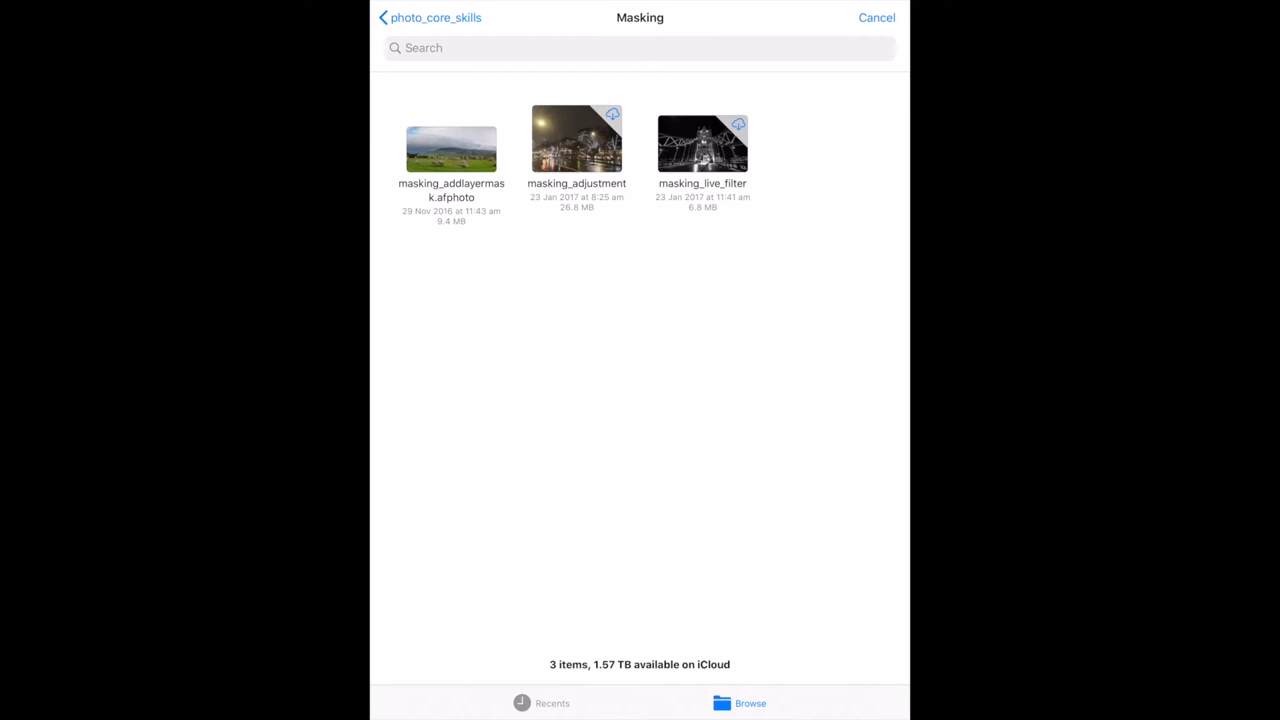 photo_core_skills
Masking
Cancel
Search
masking_addlayermas
k.afphoto
29 Nov 2016 at 11:43 am
9.4 MB
masking_adjustment
23 Jan 2017 at 8:25 am
26.8 MB
masking_live_filter
23 Jan 2017 at 11:41 am
6.8 MB
3 items, 1.57 TB available on iCloud
Recents
Browse